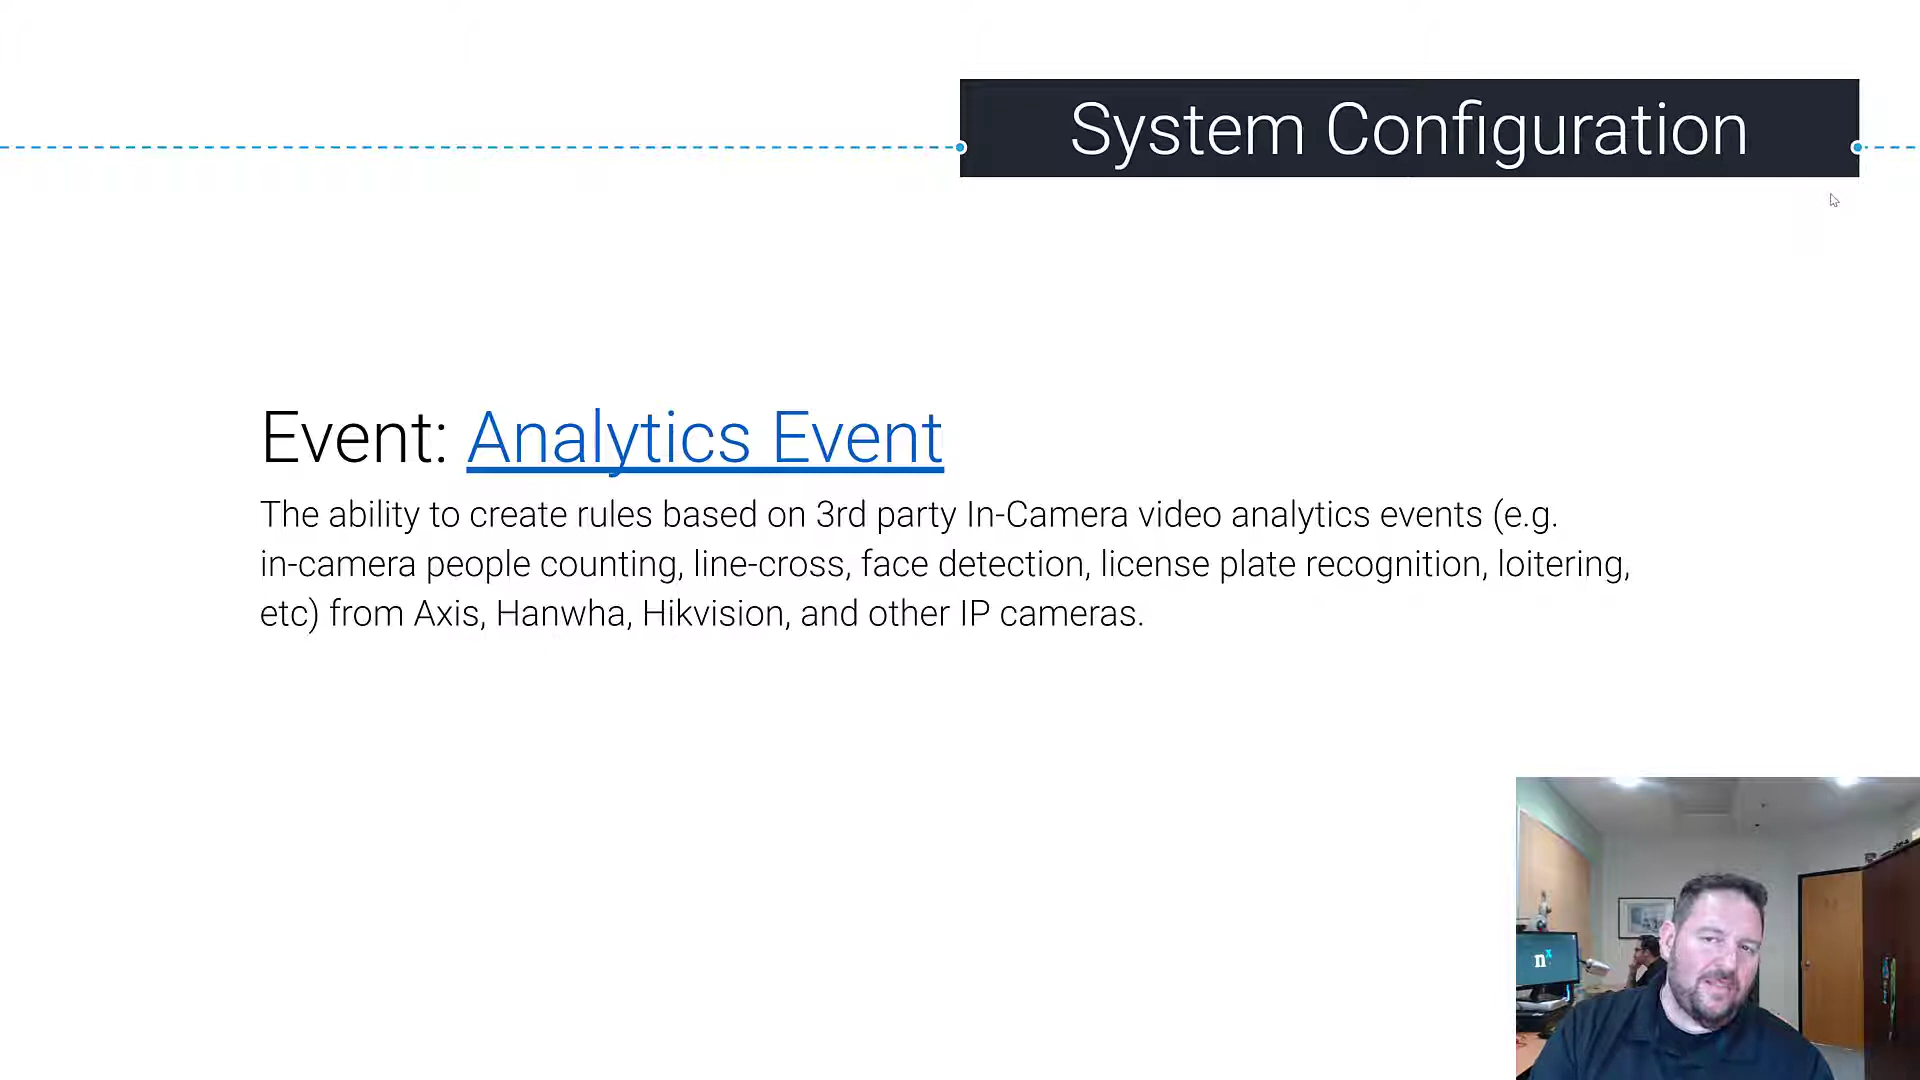 System Configuration
Event: Analytics Event
The ability to create rules based on 3rd party In-Camera video analytics events (e.g.
in-camera people counting, line-cross, face detection, license plate recognition, loitering,
etc) from Axis, Hanwha, Hikvision, and other IP cameras.
nx